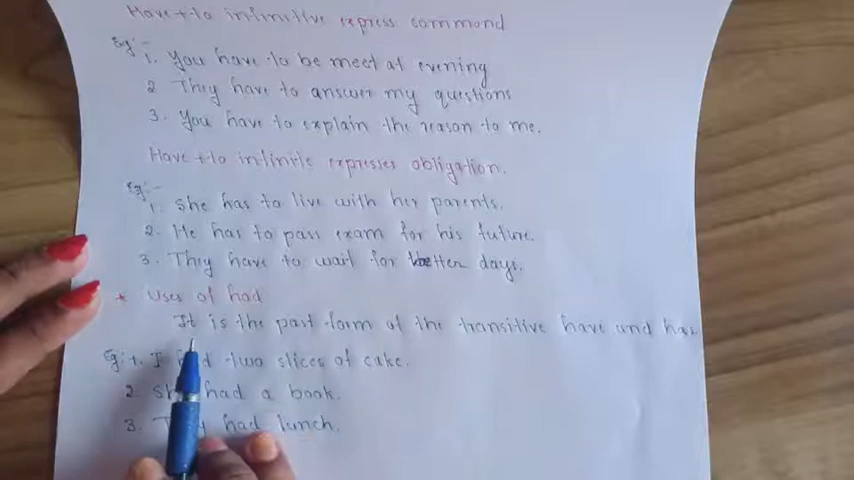 Have + to infinitive express command
Eg:-
1. You have to be meet at evening
2 They have to answer my questions
3. You have to explain the reason to me.
Have + to infinitie expresses obligation.
Eg:-
1. She has to live with her parents.
2. He has to pass exam for his future.
3. They have to wait for better days.
* Uses of had
It is the past form of the transitive have and has
Eg: 1. I had two slices of cake.
2 She had a book.
3. They had lunch.